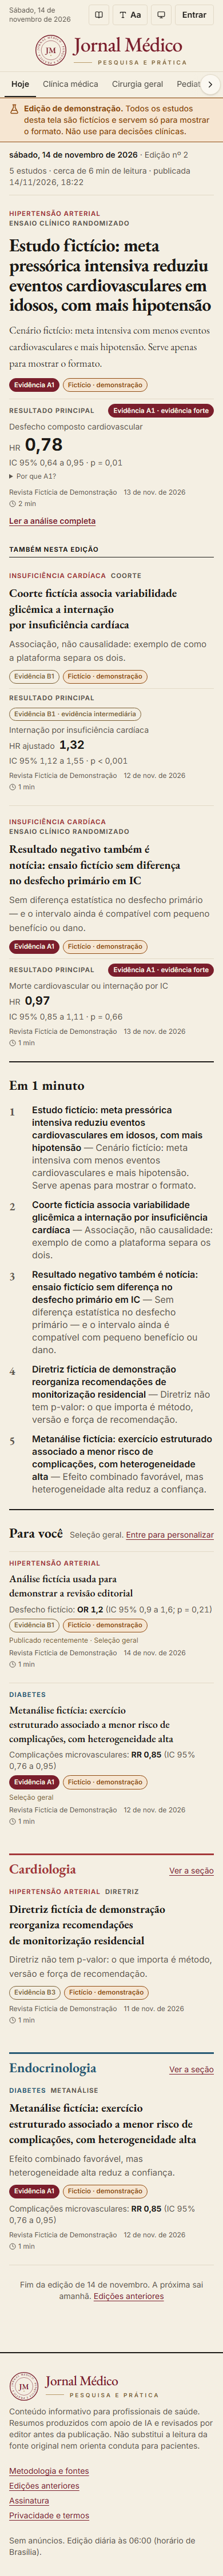 Sábado, 14 de
novembro de 2026
Aa
Entrar
JM
Jornal Médico
PESQUISA E PRÁTICA
Hoje Clínica médica Cirurgia geral Pediat
Edição de demonstração. Todos os estudos
desta tela são fictícios e servem só para mostrar
o formato. Não use para decisões clínicas.
sábado, 14 de novembro de 2026 · Edição nº 2
5 estudos · cerca de 6 min de leitura · publicada
14/11/2026, 18:22
HIPERTENSÃO ARTERIAL
ENSAIO CLÍNICO RANDOMIZADO
Estudo fictício: meta
pressórica intensiva reduziu
eventos cardiovasculares em
idosos, com mais hipotensão
Cenário fictício: meta intensiva com menos eventos
cardiovasculares e mais hipotensão. Serve apenas
para mostrar o formato.
Evidência A1 Fictício · demonstração
RESULTADO PRINCIPAL Evidência A1 · evidência forte
Desfecho composto cardiovascular
HR 0,78
IC 95% 0,64 a 0,95 · p = 0,01
Por que A1?
Revista Fictícia de Demonstração 13 de nov. de 2026
2 min
Ler a análise completa
TAMBÉM NESTA EDIÇÃO
INSUFICIÊNCIA CARDÍACA COORTE
Coorte fictícia associa variabilidade
glicêmica a internação
por insuficiência cardíaca
Associação, não causalidade: exemplo de como
a plataforma separa os dois.
Evidência B1 Fictício · demonstração
RESULTADO PRINCIPAL
Evidência B1 · evidência intermediária
Internação por insuficiência cardíaca
HR ajustado 1,32
IC 95% 1,12 a 1,55 · p < 0,001
Revista Fictícia de Demonstração 12 de nov. de 2026
1 min
INSUFICIÊNCIA CARDÍACA
ENSAIO CLÍNICO RANDOMIZADO
Resultado negativo também é
notícia: ensaio fictício sem diferença
no desfecho primário em IC
Sem diferença estatística no desfecho primário
— e o intervalo ainda é compatível com pequeno
benefício ou dano.
Evidência A1 Fictício · demonstração
RESULTADO PRINCIPAL Evidência A1 · evidência forte
Morte cardiovascular ou internação por IC
HR 0,97
IC 95% 0,85 a 1,11 · p = 0,66
Revista Fictícia de Demonstração 13 de nov. de 2026
1 min
Em 1 minuto
1 Estudo fictício: meta pressórica
intensiva reduziu eventos
cardiovasculares em idosos, com mais
hipotensão — Cenário fictício: meta
intensiva com menos eventos
cardiovasculares e mais hipotensão.
Serve apenas para mostrar o formato.
2 Coorte fictícia associa variabilidade
glicêmica a internação por insuficiência
cardíaca — Associação, não causalidade:
exemplo de como a plataforma separa os
dois.
3 Resultado negativo também é notícia:
ensaio fictício sem diferença no
desfecho primário em IC — Sem
diferença estatística no desfecho
primário — e o intervalo ainda é
compatível com pequeno benefício ou
dano.
4 Diretriz fictícia de demonstração
reorganiza recomendações de
monitorização residencial — Diretriz não
tem p-valor: o que importa é método,
versão e força de recomendação.
5 Metanálise fictícia: exercício estruturado
associado a menor risco de
complicações, com heterogeneidade
alta — Efeito combinado favorável, mas
heterogeneidade alta reduz a confiança.
Para você Seleção geral. Entre para personalizar
HIPERTENSÃO ARTERIAL
Análise fictícia usada para
demonstrar a revisão editorial
Desfecho fictício: OR 1,2 (IC 95% 0,9 a 1,6; p = 0,21)
Evidência B1 Fictício · demonstração
Publicado recentemente · Seleção geral
Revista Fictícia de Demonstração 14 de nov. de 2026
1 min
DIABETES
Metanálise fictícia: exercício
estruturado associado a menor risco de
complicações, com heterogeneidade alta
Complicações microvasculares: RR 0,85 (IC 95%
0,76 a 0,95)
Evidência A1 Fictício · demonstração
Seleção geral
Revista Fictícia de Demonstração 12 de nov. de 2026
1 min
Cardiologia Ver a seção
HIPERTENSÃO ARTERIAL DIRETRIZ
Diretriz fictícia de demonstração
reorganiza recomendações
de monitorização residencial
Diretriz não tem p-valor: o que importa é método,
versão e força de recomendação.
Evidência B3 Fictício · demonstração
Revista Fictícia de Demonstração 11 de nov. de 2026
1 min
Endocrinologia Ver a seção
DIABETES METANÁLISE
Metanálise fictícia: exercício
estruturado associado a menor risco de
complicações, com heterogeneidade alta
Efeito combinado favorável, mas
heterogeneidade alta reduz a confiança.
Evidência A1 Fictício · demonstração
Complicações microvasculares: RR 0,85 (IC 95%
0,76 a 0,95)
Revista Fictícia de Demonstração 12 de nov. de 2026
1 min
Fim da edição de 14 de novembro. A próxima sai
amanhã. Edições anteriores
JM
Jornal Médico
PESQUISA E PRÁTICA
Conteúdo informativo para profissionais de saúde.
Resumos produzidos com apoio de IA e revisados por
editor antes da publicação. Não substitui a leitura da
fonte original nem orienta conduta para pacientes.
Metodologia e fontes
Edições anteriores
Assinatura
Privacidade e termos
Sem anúncios. Edição diária às 06:00 (horário de
Brasília).